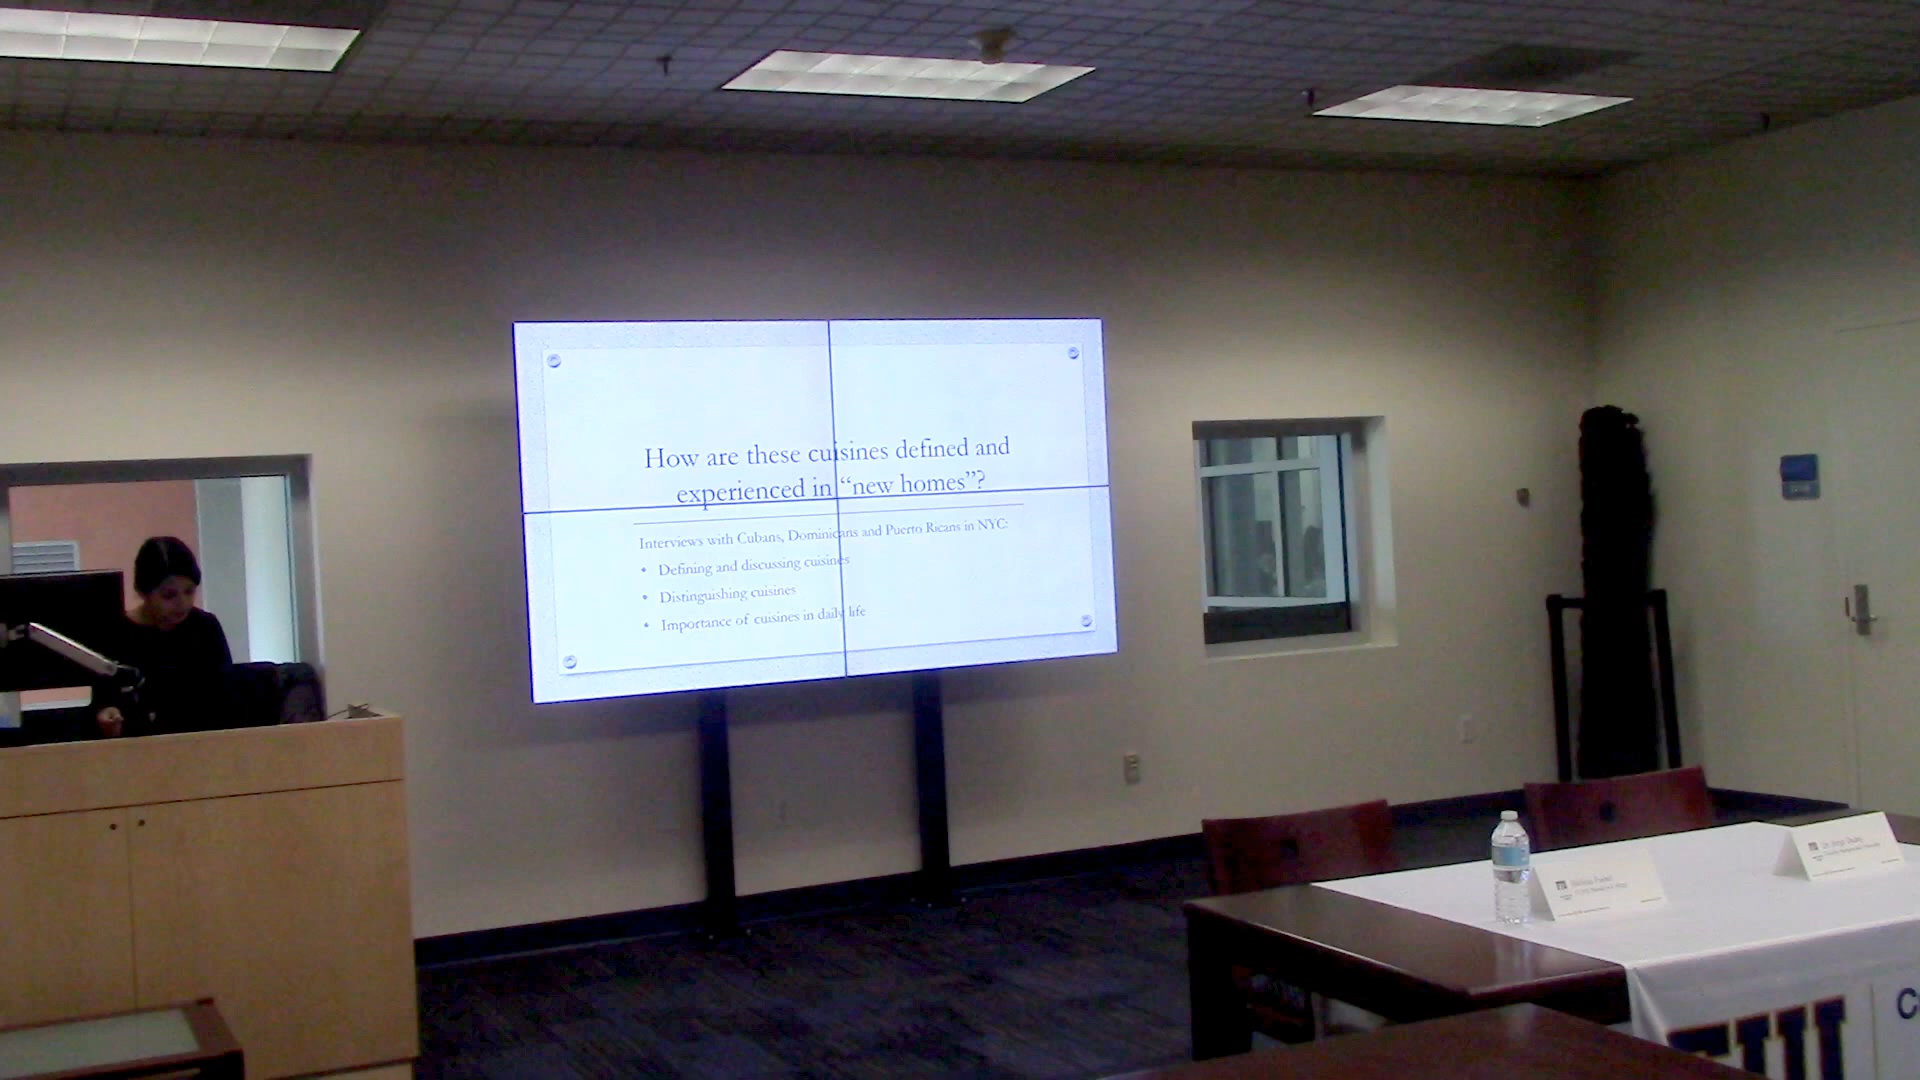 How are these cuisines defined and
experienced in “new homes”?
Interviews with Cubans, Dominicans and Puerto Ricans in NYC:
• Defining and discussing cuisines
• Distinguishing cuisines
• Importance of cuisines in daily life
FIU
C